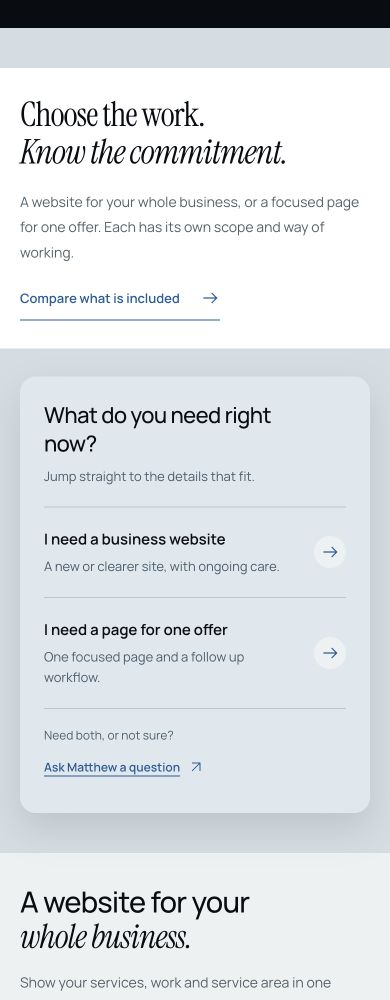 Choose the work.
Know the commitment.
A website for your whole business, or a focused page
for one offer. Each has its own scope and way of
working.
Compare what is included
What do you need right
now?
Jump straight to the details that fit.
I need a business website
A new or clearer site, with ongoing care.
I need a page for one offer
One focused page and a follow up
workflow.
Need both, or not sure?
Ask Matthew a question
A website for your
whole business.
Show your services, work and service area in one